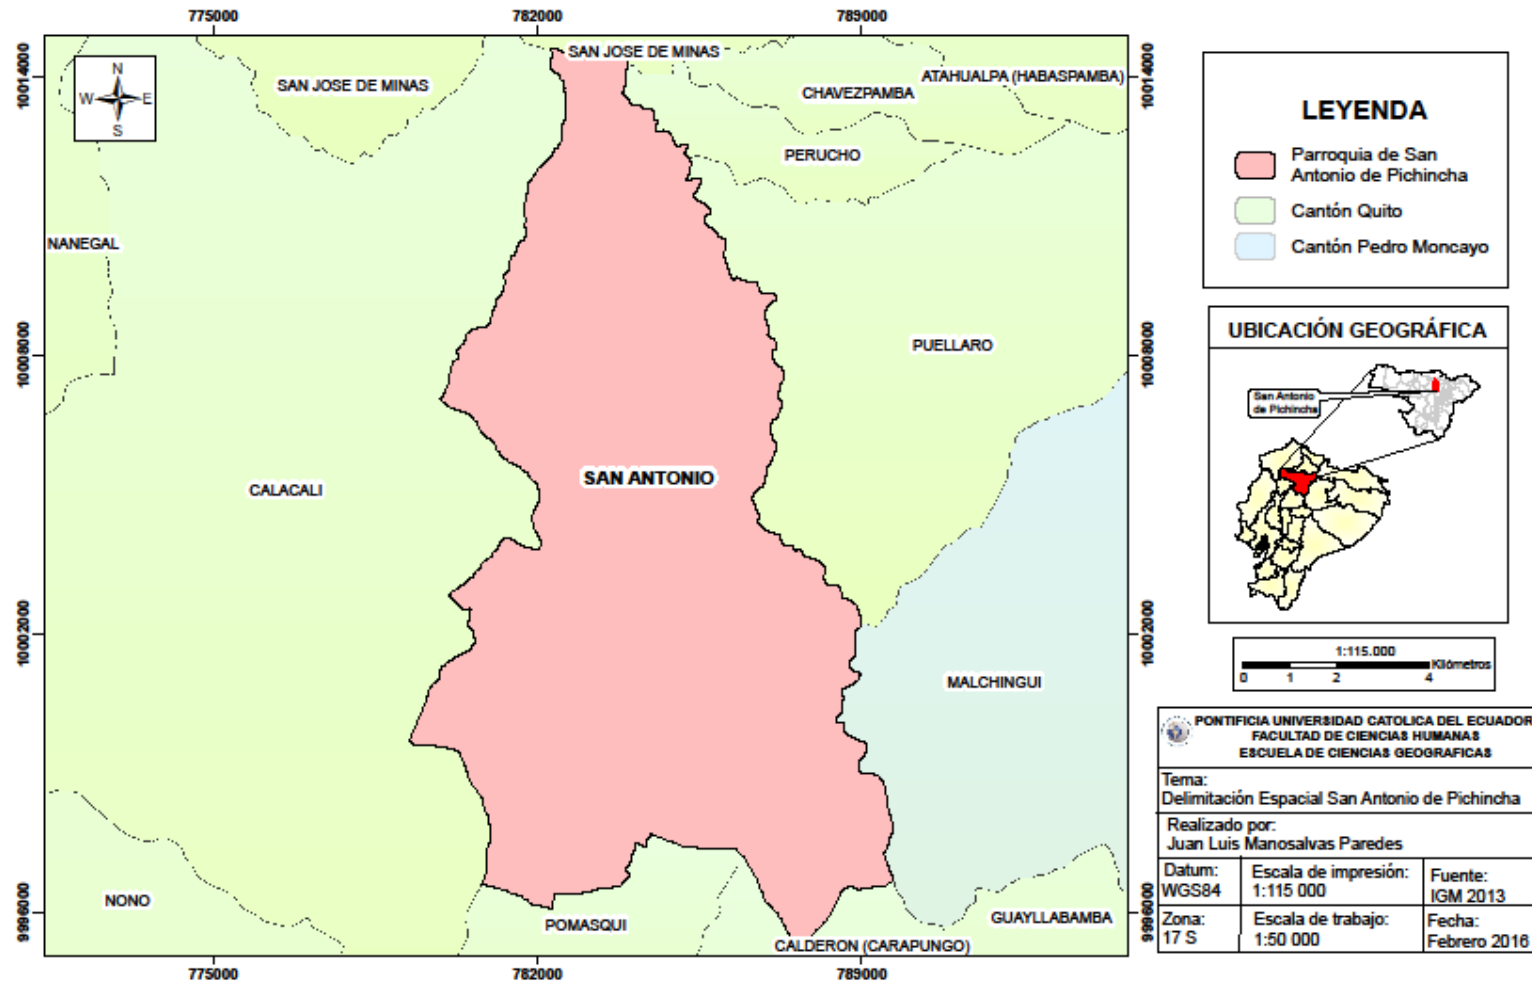 775000
782000
789000
10014000
10014000
N
W
E
S
SAN JOSE DE MINAS
SAN JOSE DE MINAS
ATAHUALPA (HABASPAMBA)
CHAVEZPAMBA
PERUCHO
NANEGAL
10008000
10008000
PUELLARO
CALACALI
SAN ANTONIO
10002000
10002000
MALCHINGUI
NONO
POMASQUI
GUAYLLABAMBA
CALDERON (CARAPUNGO)
9996000
9996000
775000
782000
789000
LEYENDA
Parroquia de San
Antonio de Pichincha
Cantón Quito
Cantón Pedro Moncayo
UBICACIÓN GEOGRÁFICA
San Antonio
de Pichincha
1:115.000
Kilómetros
0 1 2 4
PONTIFICIA UNIVERSIDAD CATOLICA DEL ECUADOR
FACULTAD DE CIENCIAS HUMANAS
ESCUELA DE CIENCIAS GEOGRAFICAS
Tema:
Delimitación Espacial San Antonio de Pichincha
Realizado por:
Juan Luis Manosalvas Paredes
Datum:
WGS84
Escala de impresión:
1:115 000
Fuente:
IGM 2013
Zona:
17 S
Escala de trabajo:
1:50 000
Fecha:
Febrero 2016